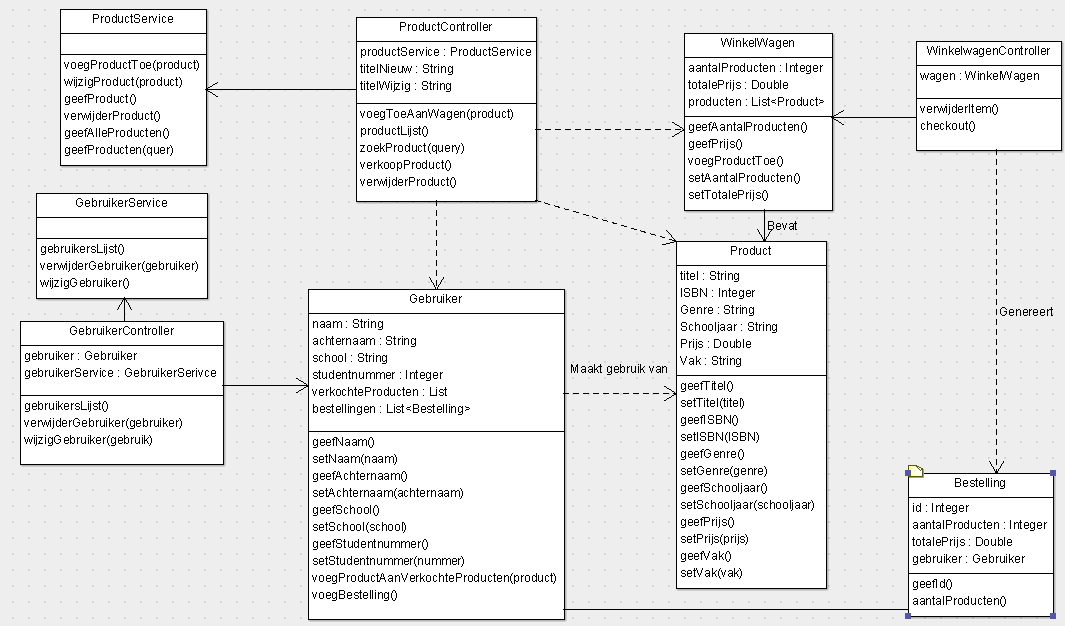 ProductService
voegProductToe(product)
wijzigProduct(product)
geefProduct()
verwijderProduct()
geefAlleProducten()
geefProducten(quer)
ProductController
productService : ProductService
titelNieuw : String
titelWijzig : String
voegToeAanWagen(product)
productLijst()
zoekProduct(query)
verkoopProduct()
verwijderProduct()
WinkelWagen
aantalProducten : Integer
totalePrijs : Double
producten : List<Product>
geefAantalProducten()
geefPrijs()
voegProductToe()
setAantalProducten()
setTotalePrijs()
WinkelwagenController
wagen : WinkelWagen
verwijderItem()
checkout()
GebruikerService
gebruikersLijst()
verwijderGebruiker(gebruiker)
wijzigGebruiker()
GebruikerController
gebruiker : Gebruiker
gebruikerService : GebruikerSerivce
gebruikersLijst()
verwijderGebruiker(gebruiker)
wijzigGebruiker(gebruik)
Gebruiker
naam : String
achternaam : String
school : String
studentnummer : Integer
verkochteProducten : List
bestellingen : List<Bestelling>
geefNaam()
setNaam(naam)
geefAchternaam()
setAchternaam(achternaam)
geefSchool()
setSchool(school)
geefStudentnummer()
setStudentnummer(nummer)
voegProductAanVerkochteProducten(product)
voegBestelling()
Maakt gebruik van
Bevat
Product
titel : String
ISBN : Integer
Genre : String
Schooljaar : String
Prijs : Double
Vak : String
geefTitel()
setTitel(titel)
geefISBN()
setISBN(ISBN)
geefGenre()
setGenre(genre)
geefSchooljaar()
setSchooljaar(schooljaar)
geefPrijs()
setPrijs(prijs)
geefVak()
setVak(vak)
Genereert
Bestelling
id : Integer
aantalProducten : Integer
totalePrijs : Double
gebruiker : Gebruiker
geefId()
aantalProducten()